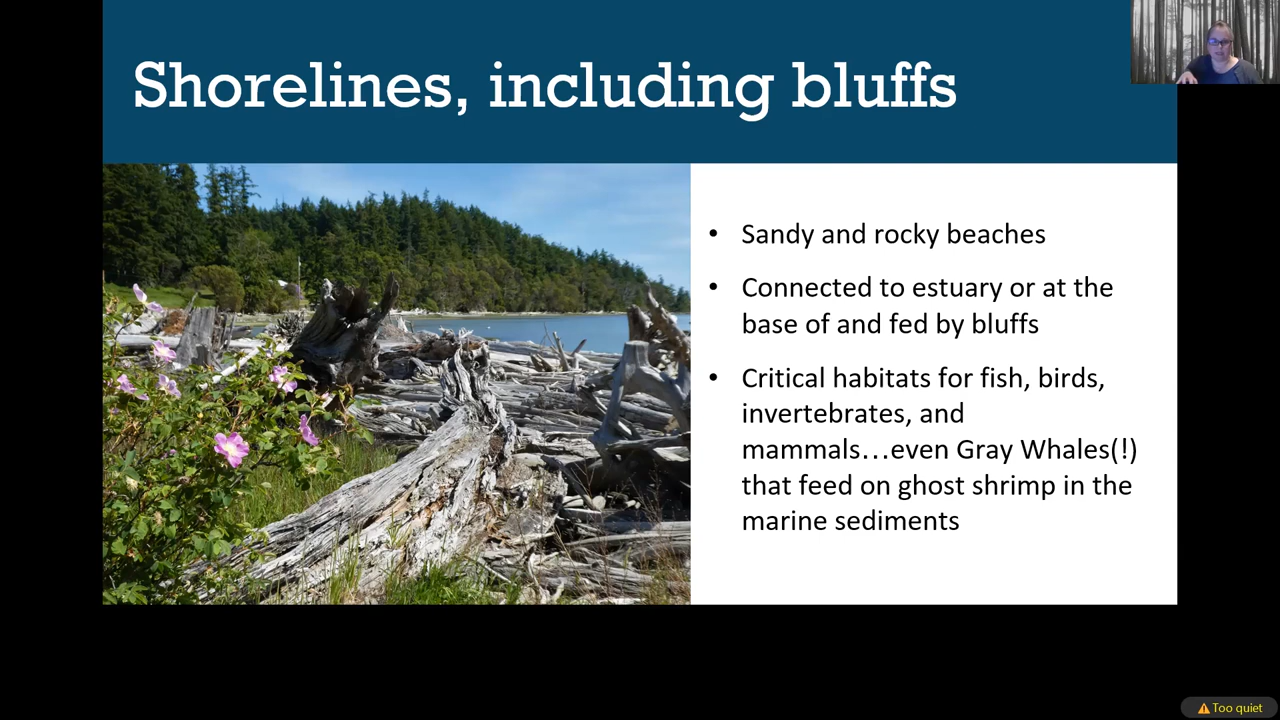 Shorelines, including bluffs
• Sandy and rocky beaches
• Connected to estuary or at the
base of and fed by bluffs
• Critical habitats for fish, birds,
invertebrates, and
mammals…even Gray Whales(!)
that feed on ghost shrimp in the
marine sediments
Too quiet